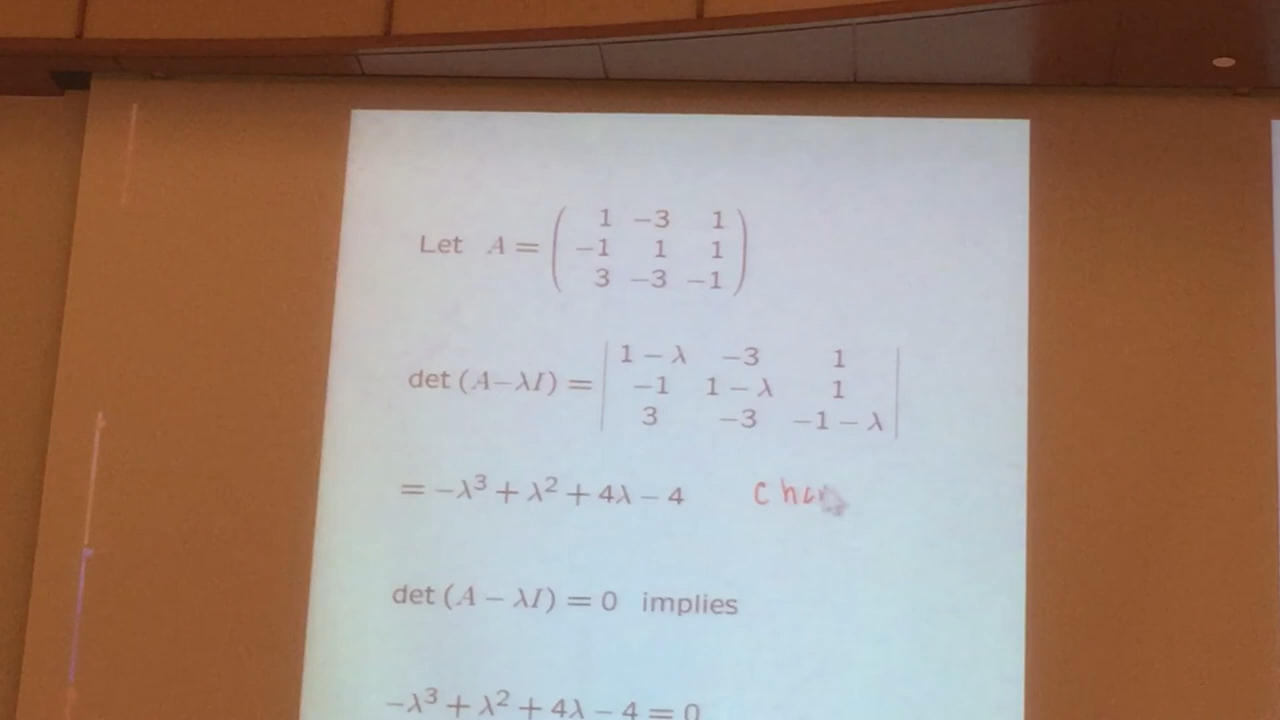 Let A = ( 1 −3 1
−1 1 1
3 −3 −1 )
det (A−λI) = | 1 − λ −3 1
−1 1 − λ 1
3 −3 −1 − λ |
= −λ³ + λ² + 4λ − 4 cha
det (A − λI) = 0 implies
−λ³ + λ² + 4λ − 4 = 0